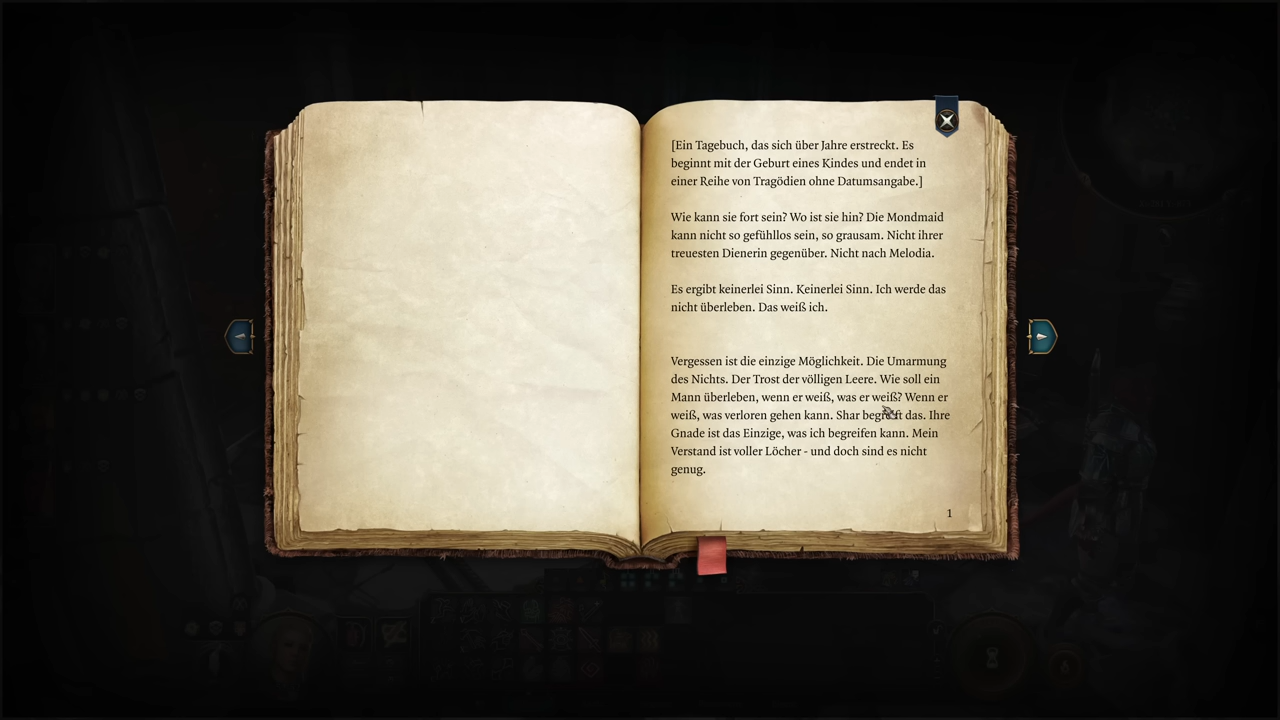 [Ein Tagebuch, das sich über Jahre erstreckt. Es
beginnt mit der Geburt eines Kindes und endet in
einer Reihe von Tragödien ohne Datumsangabe.]
Wie kann sie fort sein? Wo ist sie hin? Die Mondmaid
kann nicht so gefühllos sein, so grausam. Nicht ihrer
treuesten Dienerin gegenüber. Nicht nach Melodia.
Es ergibt keinerlei Sinn. Keinerlei Sinn. Ich werde das
nicht überleben. Das weiß ich.
Vergessen ist die einzige Möglichkeit. Die Umarmung
des Nichts. Der Trost der völligen Leere. Wie soll ein
Mann überleben, wenn er weiß, was er weiß? Wenn er
weiß, was verloren gehen kann. Shar begreift das. Ihre
Gnade ist das Einzige, was ich begreifen kann. Mein
Verstand ist voller Löcher - und doch sind es nicht
genug.
1